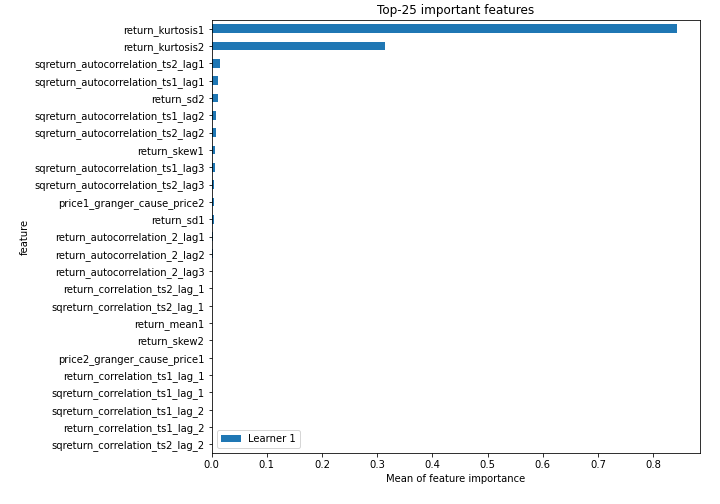 Top-25 important features
return_kurtosis1
return_kurtosis2
sqreturn_autocorrelation_ts2_lag1
sqreturn_autocorrelation_ts1_lag1
return_sd2
sqreturn_autocorrelation_ts1_lag2
sqreturn_autocorrelation_ts2_lag2
return_skew1
sqreturn_autocorrelation_ts1_lag3
sqreturn_autocorrelation_ts2_lag3
price1_granger_cause_price2
return_sd1
return_autocorrelation_2_lag1
return_autocorrelation_2_lag2
return_autocorrelation_2_lag3
return_correlation_ts2_lag_1
sqreturn_correlation_ts2_lag_1
return_mean1
return_skew2
price2_granger_cause_price1
return_correlation_ts1_lag_1
sqreturn_correlation_ts1_lag_1
sqreturn_correlation_ts1_lag_2
return_correlation_ts1_lag_2
sqreturn_correlation_ts2_lag_2
feature
Learner 1
0.0 0.1 0.2 0.3 0.4 0.5 0.6 0.7 0.8
Mean of feature importance